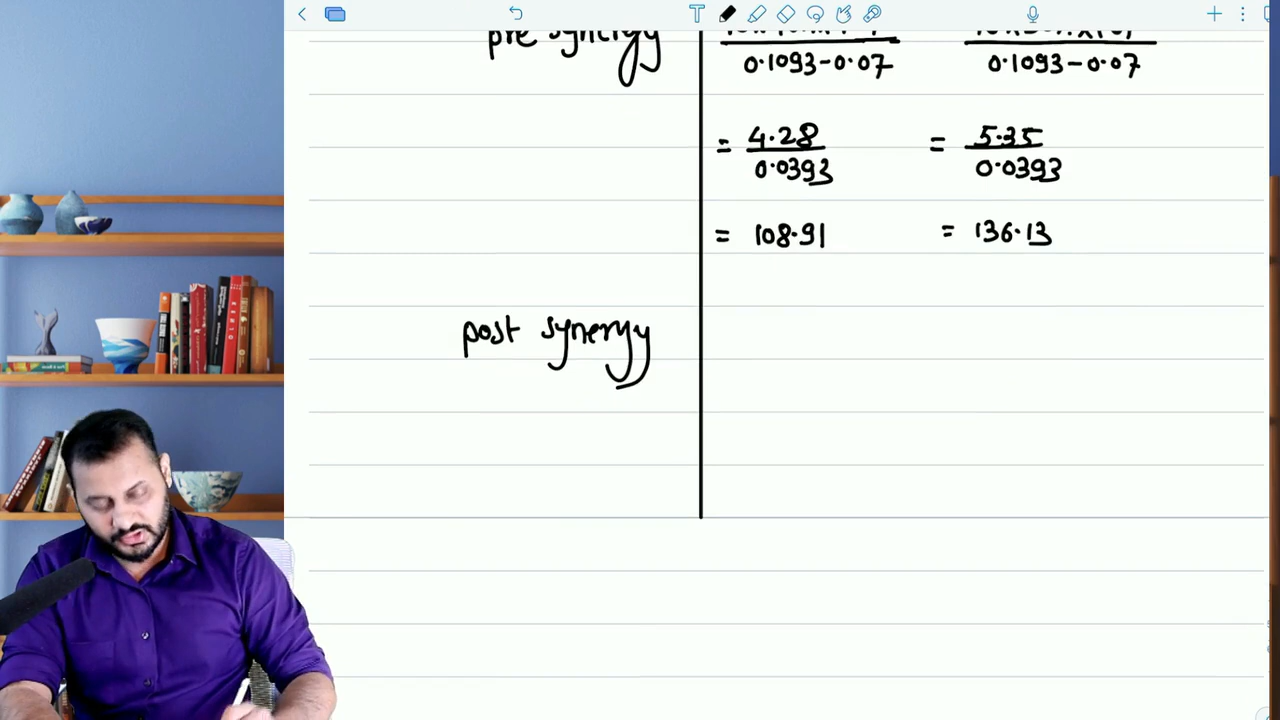 pre synergy
0.1093-0.07 0.1093-0.07
= 4.28 = 5.35
0.0393 0.0393
= 108.91 = 136.13
post synergy